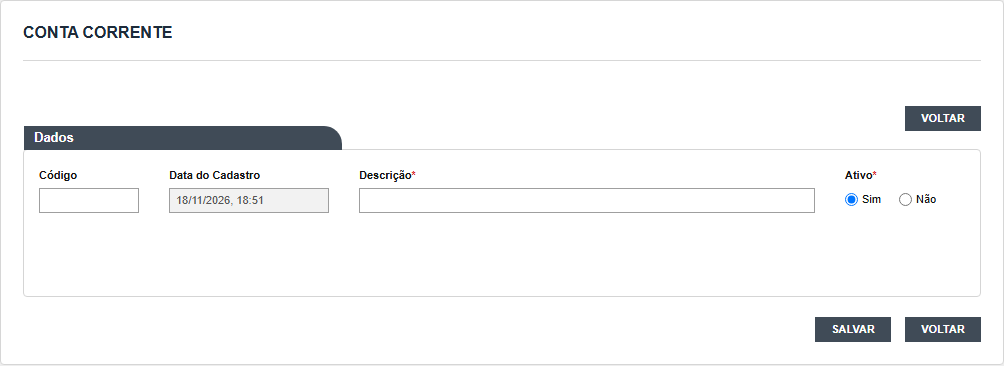 CONTA CORRENTE
VOLTAR
Dados
Código Data do Cadastro Descrição* Ativo*
18/11/2026, 18:51 Sim Não
SALVAR VOLTAR